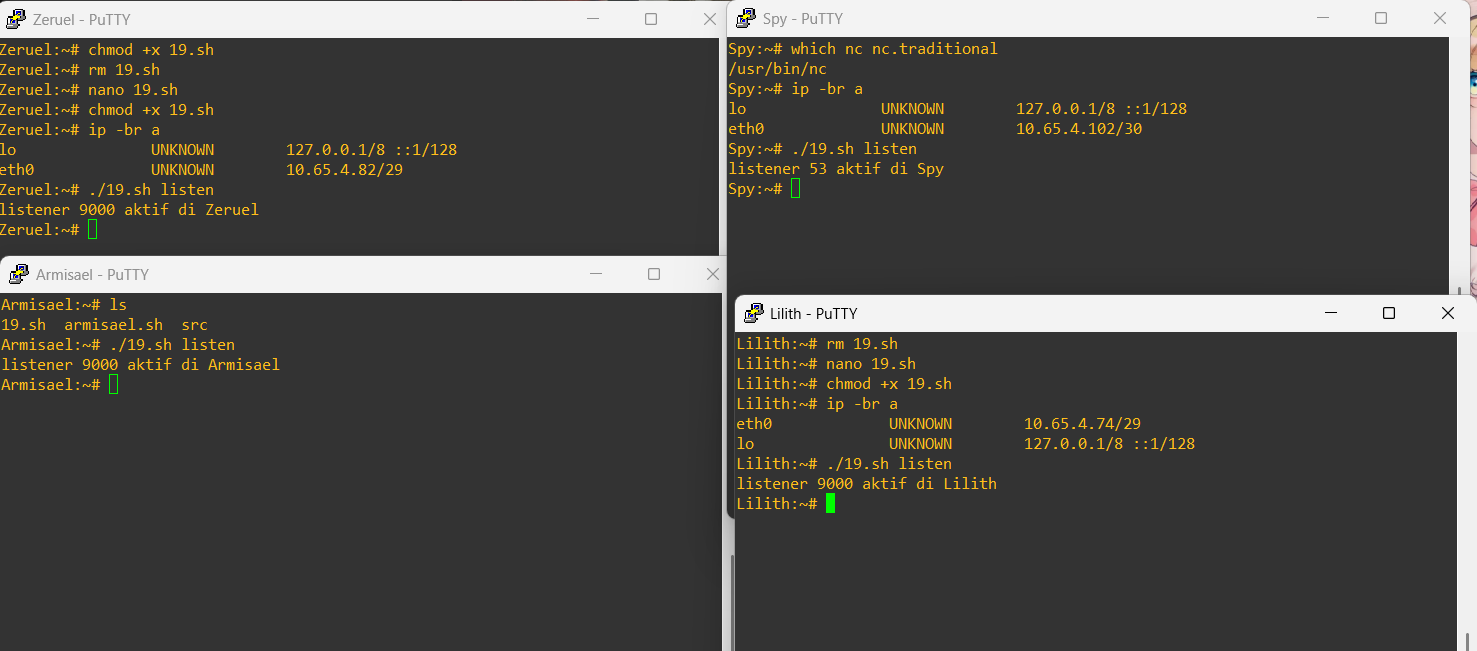 Zeruel - PuTTY
Zeruel:~# chmod +x 19.sh
Zeruel:~# rm 19.sh
Zeruel:~# nano 19.sh
Zeruel:~# chmod +x 19.sh
Zeruel:~# ip -br a
lo UNKNOWN 127.0.0.1/8 ::1/128
eth0 UNKNOWN 10.65.4.82/29
Zeruel:~# ./19.sh listen
listener 9000 aktif di Zeruel
Zeruel:~#
Spy - PuTTY
Spy:~# which nc nc.traditional
/usr/bin/nc
Spy:~# ip -br a
lo UNKNOWN 127.0.0.1/8 ::1/128
eth0 UNKNOWN 10.65.4.102/30
Spy:~# ./19.sh listen
listener 53 aktif di Spy
Spy:~#
Armisael - PuTTY
Armisael:~# ls
19.sh armisael.sh src
Armisael:~# ./19.sh listen
listener 9000 aktif di Armisael
Armisael:~#
Lilith - PuTTY
Lilith:~# rm 19.sh
Lilith:~# nano 19.sh
Lilith:~# chmod +x 19.sh
Lilith:~# ip -br a
eth0 UNKNOWN 10.65.4.74/29
lo UNKNOWN 127.0.0.1/8 ::1/128
Lilith:~# ./19.sh listen
listener 9000 aktif di Lilith
Lilith:~#